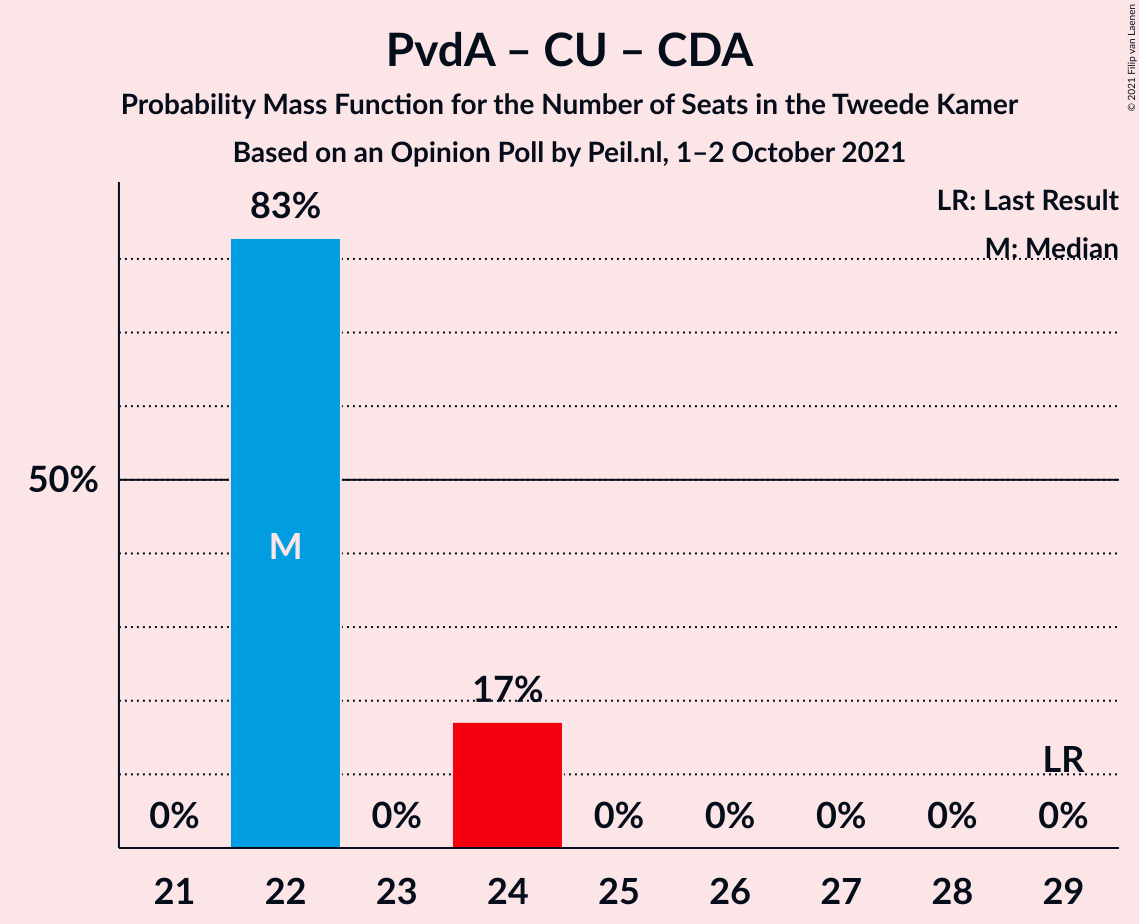 PvdA – CU – CDA
Probability Mass Function for the Number of Seats in the Tweede Kamer
Based on an Opinion Poll by Peil.nl, 1–2 October 2021
© 2021 Filip van Laenen
LR: Last Result
M: Median
83%
50%
M
17%
LR
0% 0% 0% 0% 0% 0% 0%
21 22 23 24 25 26 27 28 29